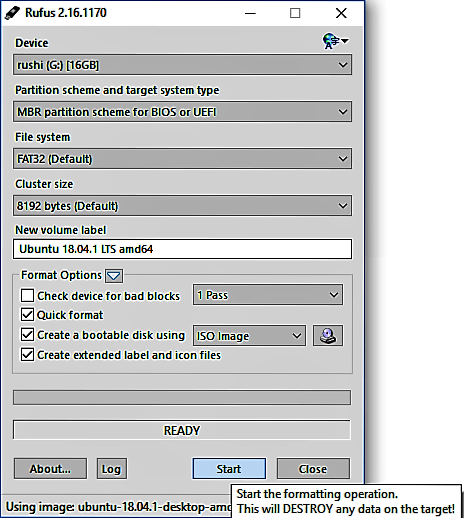 Rufus 2.16.1170
Device
rushi (G:) [16GB]
Partition scheme and target system type
MBR partition scheme for BIOS or UEFI
File system
FAT32 (Default)
Cluster size
8192 bytes (Default)
New volume label
Ubuntu 18.04.1 LTS amd64
Format Options
Check device for bad blocks
1 Pass
Quick format
Create a bootable disk using
ISO Image
Create extended label and icon files
READY
About...
Log
Start
Close
Using image: ubuntu-18.04.1-desktop-amd
Start the formatting operation.
This will DESTROY any data on the target!